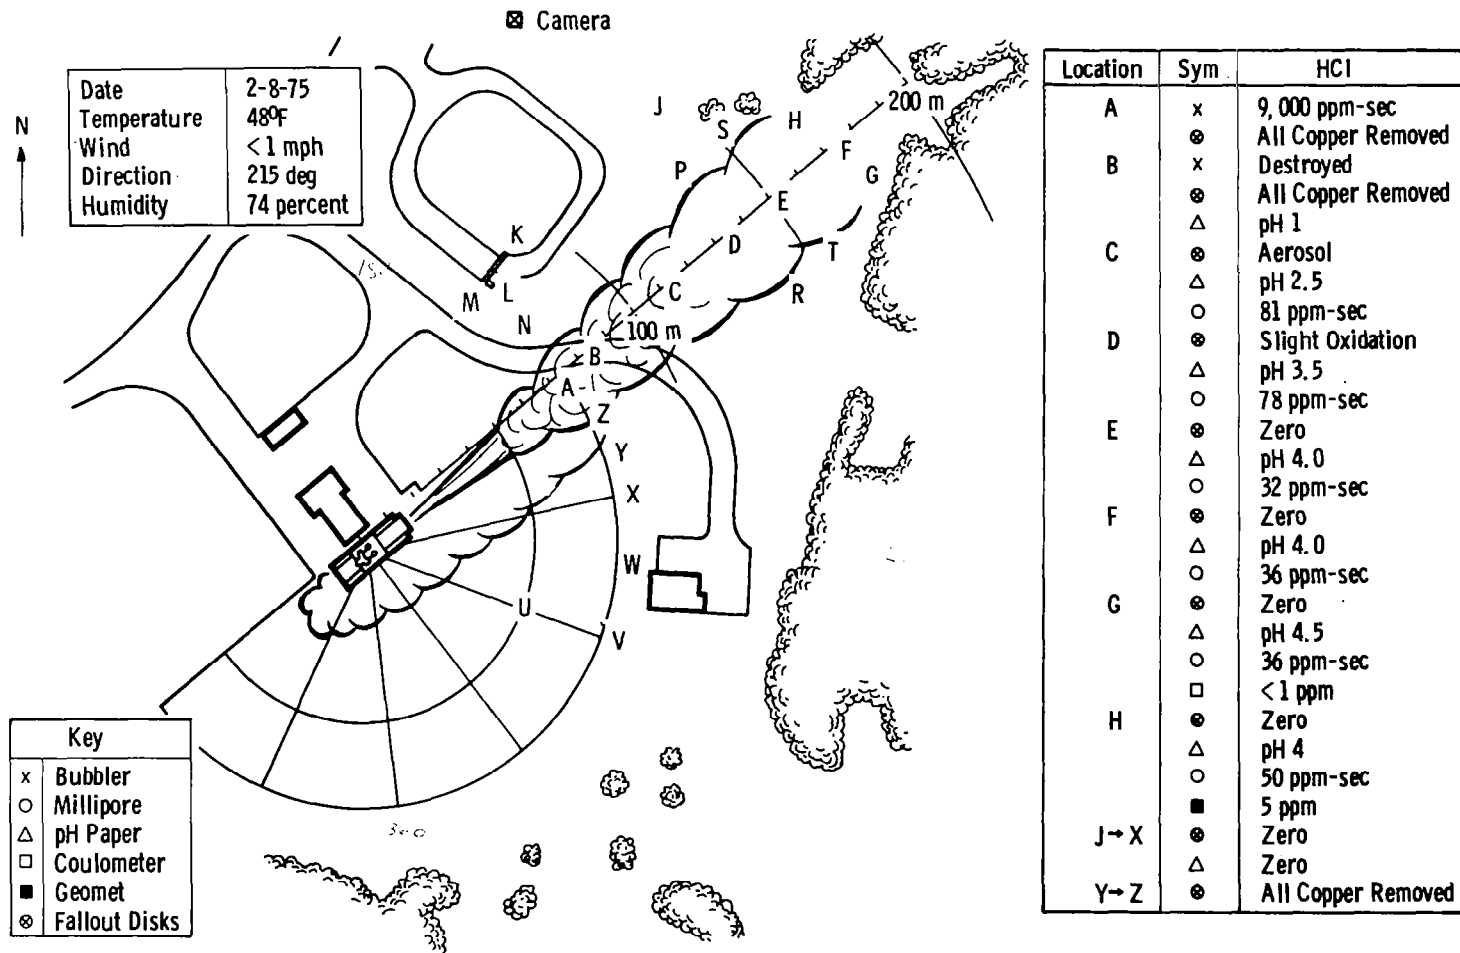 Camera
Date 2-8-75
Temperature 48ºF
Wind <1 mph
Direction 215 deg
Humidity 74 percent
N
J
S
H
200 m
F
P
G
E
K
D
T
L
M
C
R
N
100 m
B
A
Z
Y
X
W
U
V
300
Key
x Bubbler
○ Millipore
△ pH Paper
□ Coulometer
■ Geomet
⊗ Fallout Disks
Location Sym HCl
A x 9,000 ppm-sec
⊗ All Copper Removed
B x Destroyed
⊗ All Copper Removed
△ pH 1
C ⊗ Aerosol
△ pH 2.5
○ 81 ppm-sec
D ⊗ Slight Oxidation
△ pH 3.5
○ 78 ppm-sec
E ⊗ Zero
△ pH 4.0
○ 32 ppm-sec
F ⊗ Zero
△ pH 4.0
○ 36 ppm-sec
G ⊗ Zero
△ pH 4.5
○ 36 ppm-sec
□ <1 ppm
H ⊗ Zero
△ pH 4
○ 50 ppm-sec
■ 5 ppm
J→X ⊗ Zero
△ Zero
Y→Z ⊗ All Copper Removed